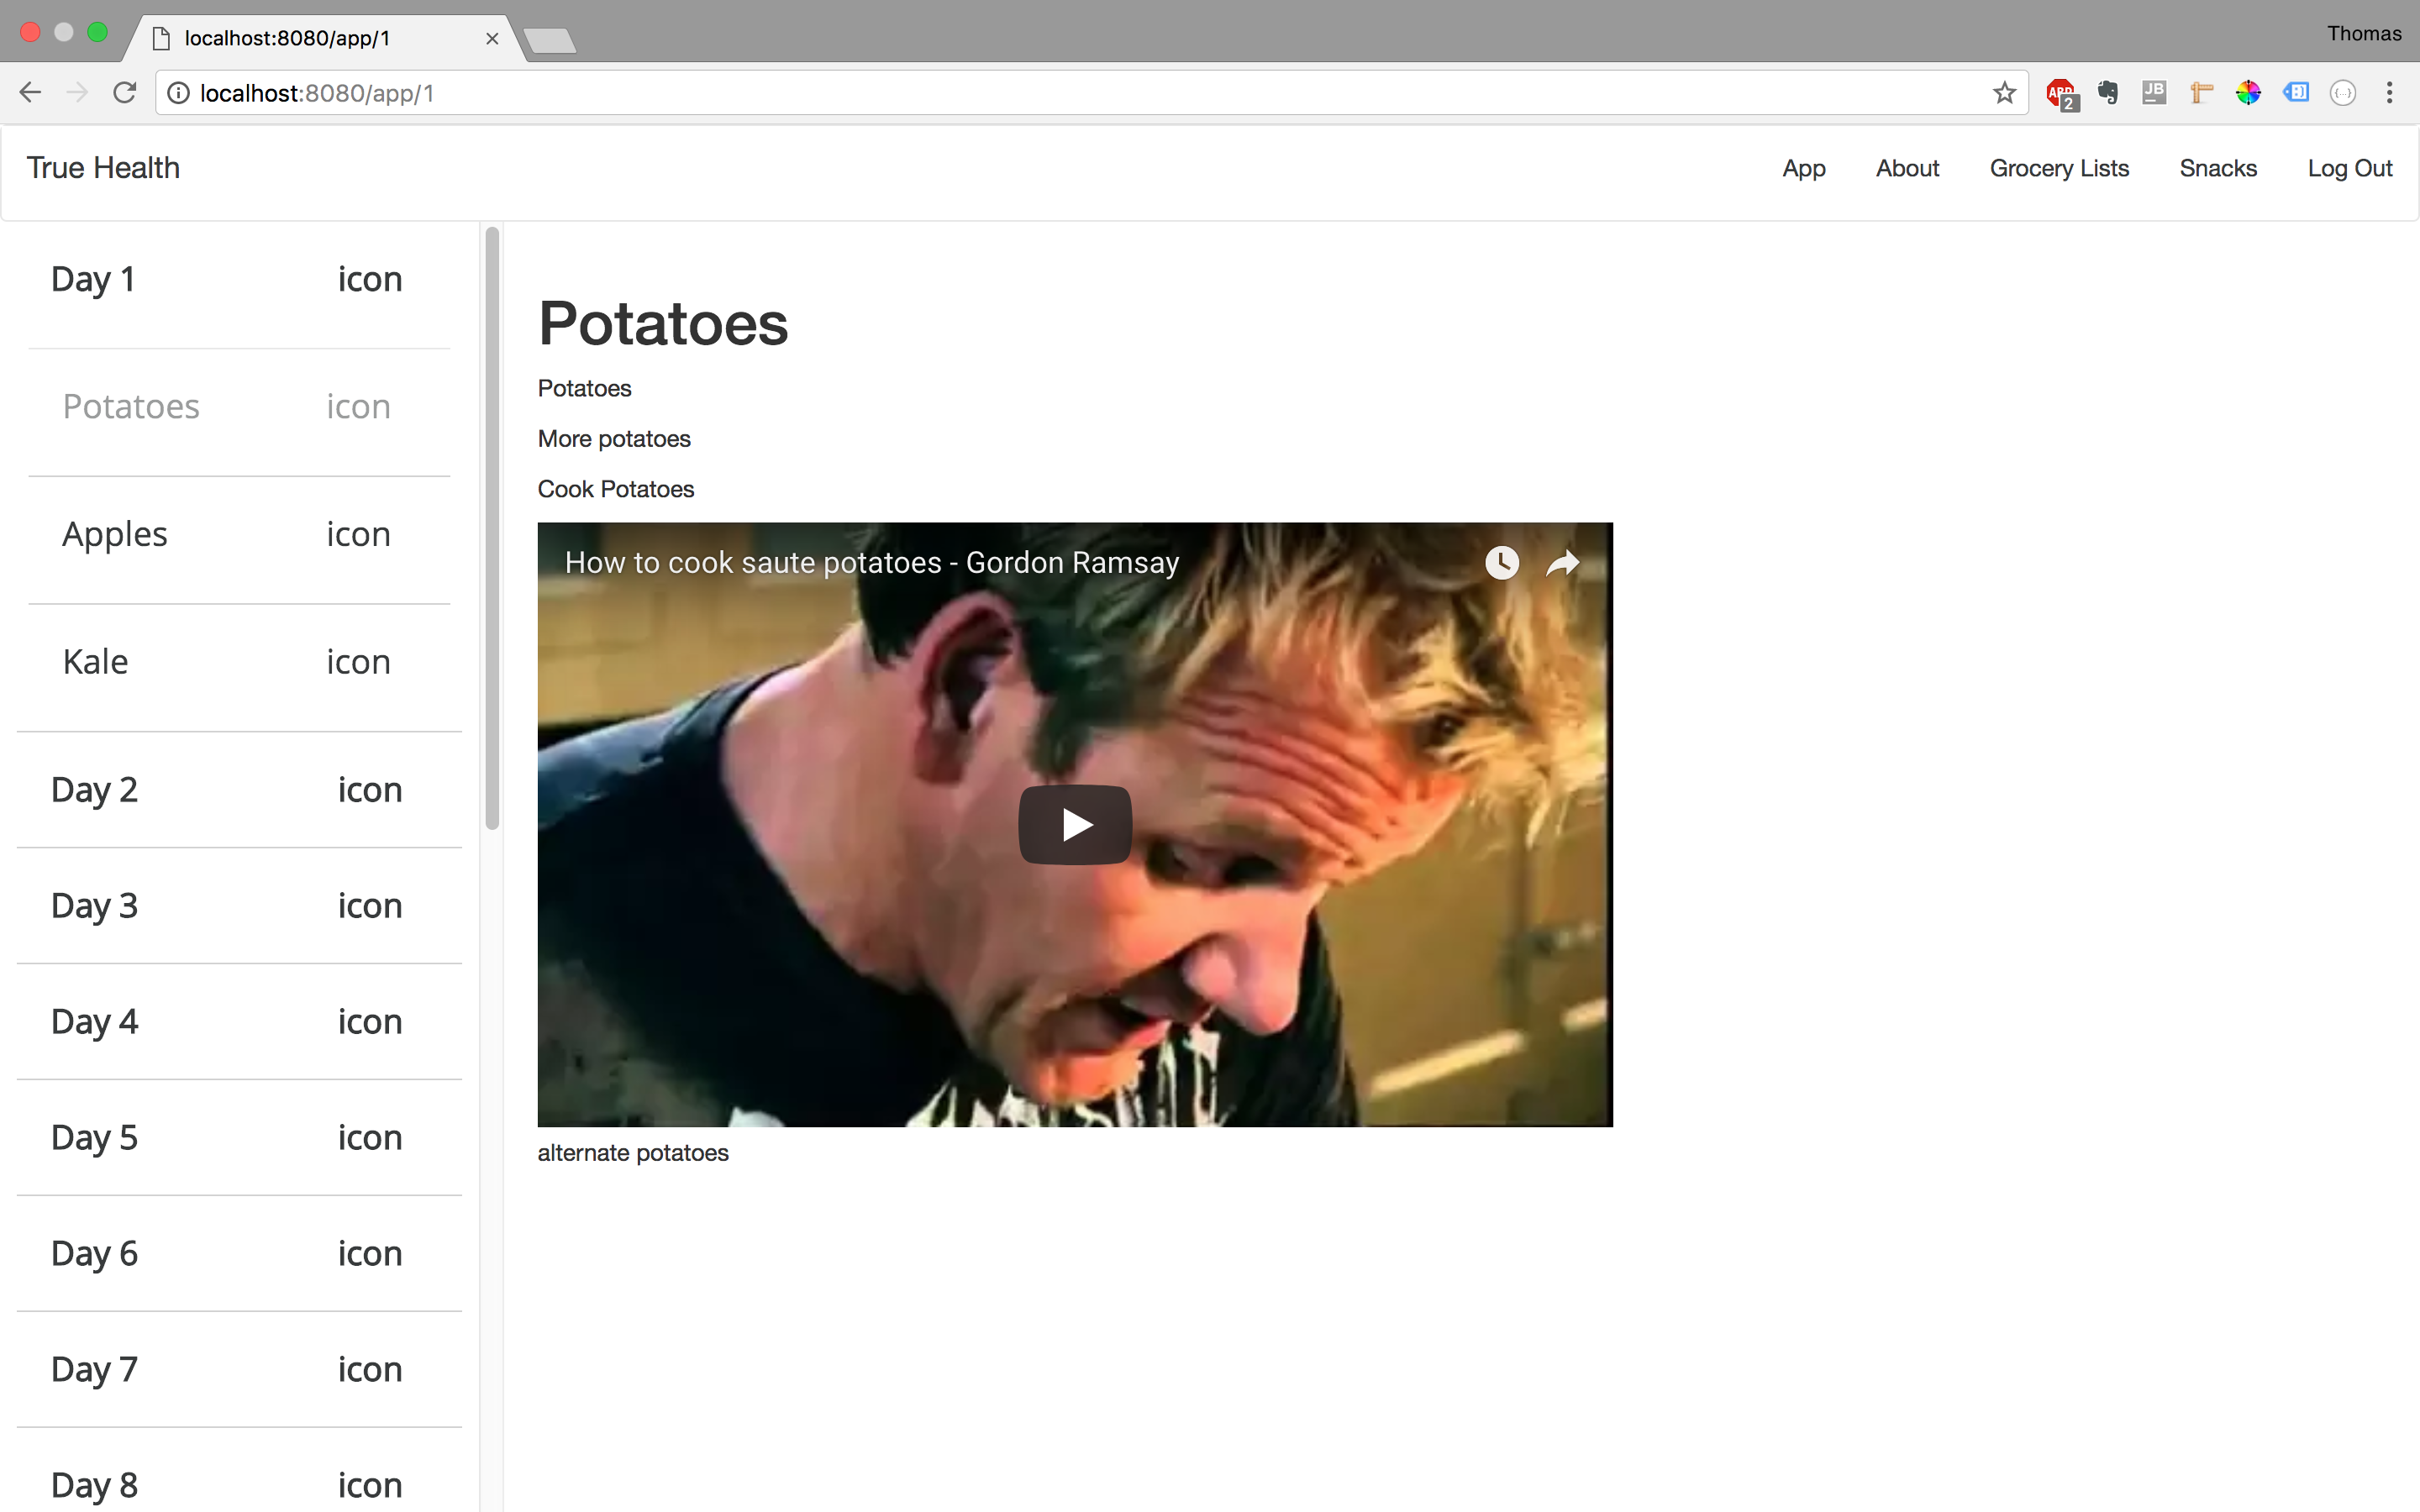 localhost:8080/app/1
Thomas
localhost:8080/app/1
ABP
2
JB
True Health
App
About
Grocery Lists
Snacks
Log Out
Day 1 icon
Potatoes icon
Apples icon
Kale icon
Day 2 icon
Day 3 icon
Day 4 icon
Day 5 icon
Day 6 icon
Day 7 icon
Day 8 icon
Potatoes
Potatoes
More potatoes
Cook Potatoes
How to cook saute potatoes - Gordon Ramsay
alternate potatoes